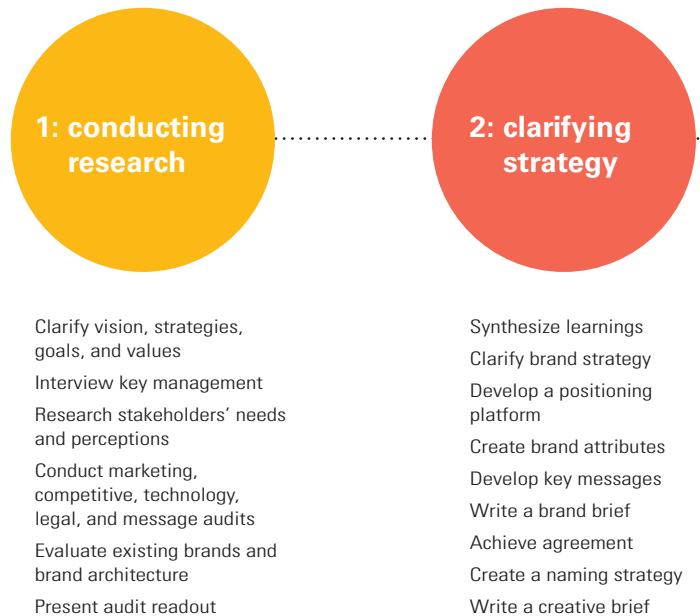 1: conducting
research
Clarify vision, strategies,
goals, and values
Interview key management
Research stakeholders’ needs
and perceptions
Conduct marketing,
competitive, technology,
legal, and message audits
Evaluate existing brands and
brand architecture
Present audit readout
2: clarifying
strategy
Synthesize learnings
Clarify brand strategy
Develop a positioning
platform
Create brand attributes
Develop key messages
Write a brand brief
Achieve agreement
Create a naming strategy
Write a creative brief